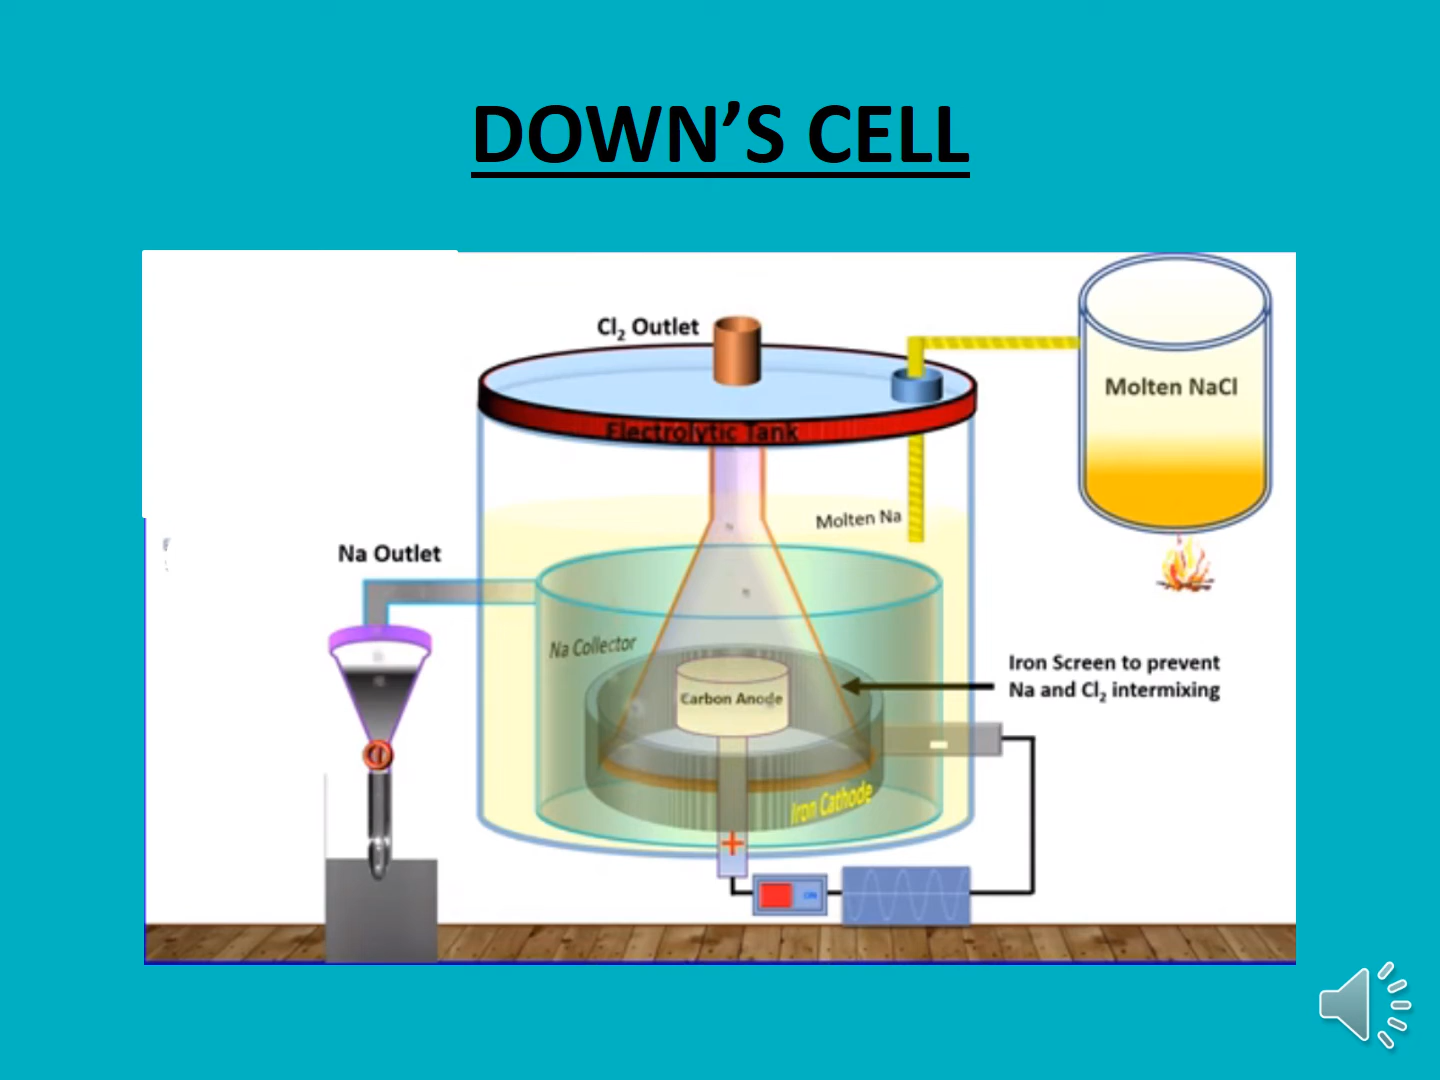 DOWN’S CELL
Cl₂ Outlet
Molten NaCl
Electrolytic Tank
Molten Na
Na Outlet
Na Collector
Iron Screen to prevent
Na and Cl₂ intermixing
Carbon Anode
-
Iron Cathode
+
ON